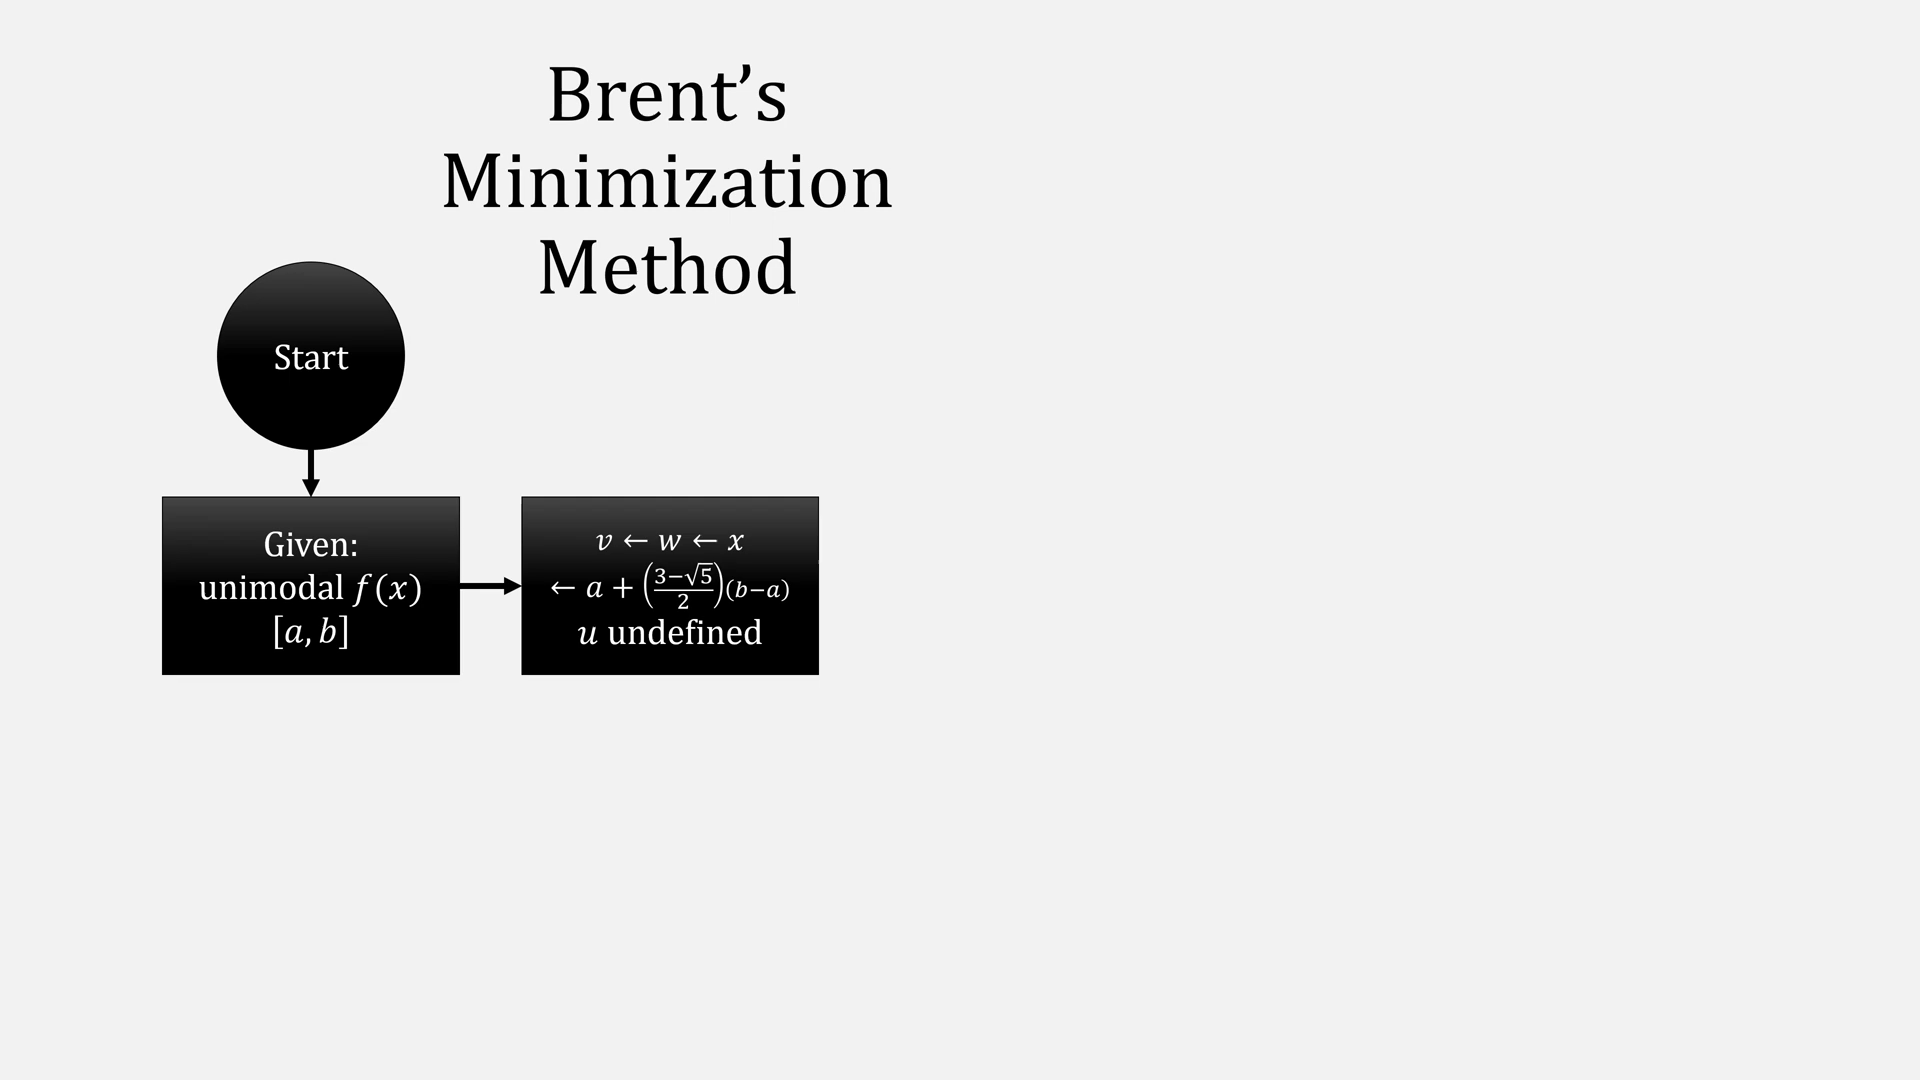 Brent’s
Minimization
Method
Start
Given:
unimodal f(x)
[a, b]
v ← w ← x
← a + ((3−√5)/2)(b−a)
u undefined